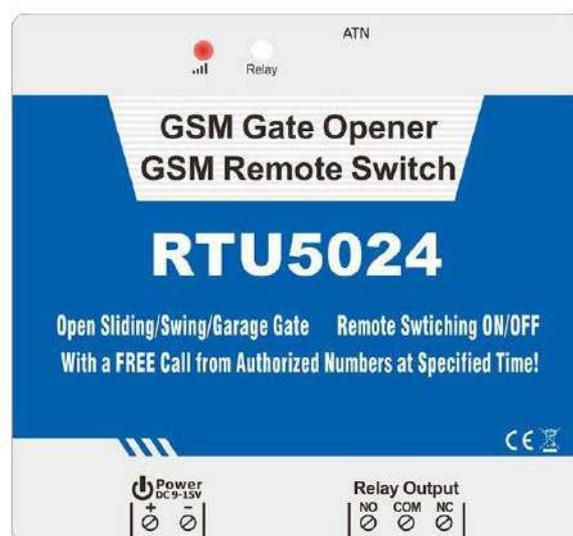 ATN
Relay
GSM Gate Opener
GSM Remote Switch
RTU5024
Open Sliding/Swing/Garage Gate Remote Swtiching ON/OFF
With a FREE Call from Authorized Numbers at Specified Time!
CE
Power
DC 9-15V
+ -
Relay Output
NO COM NC